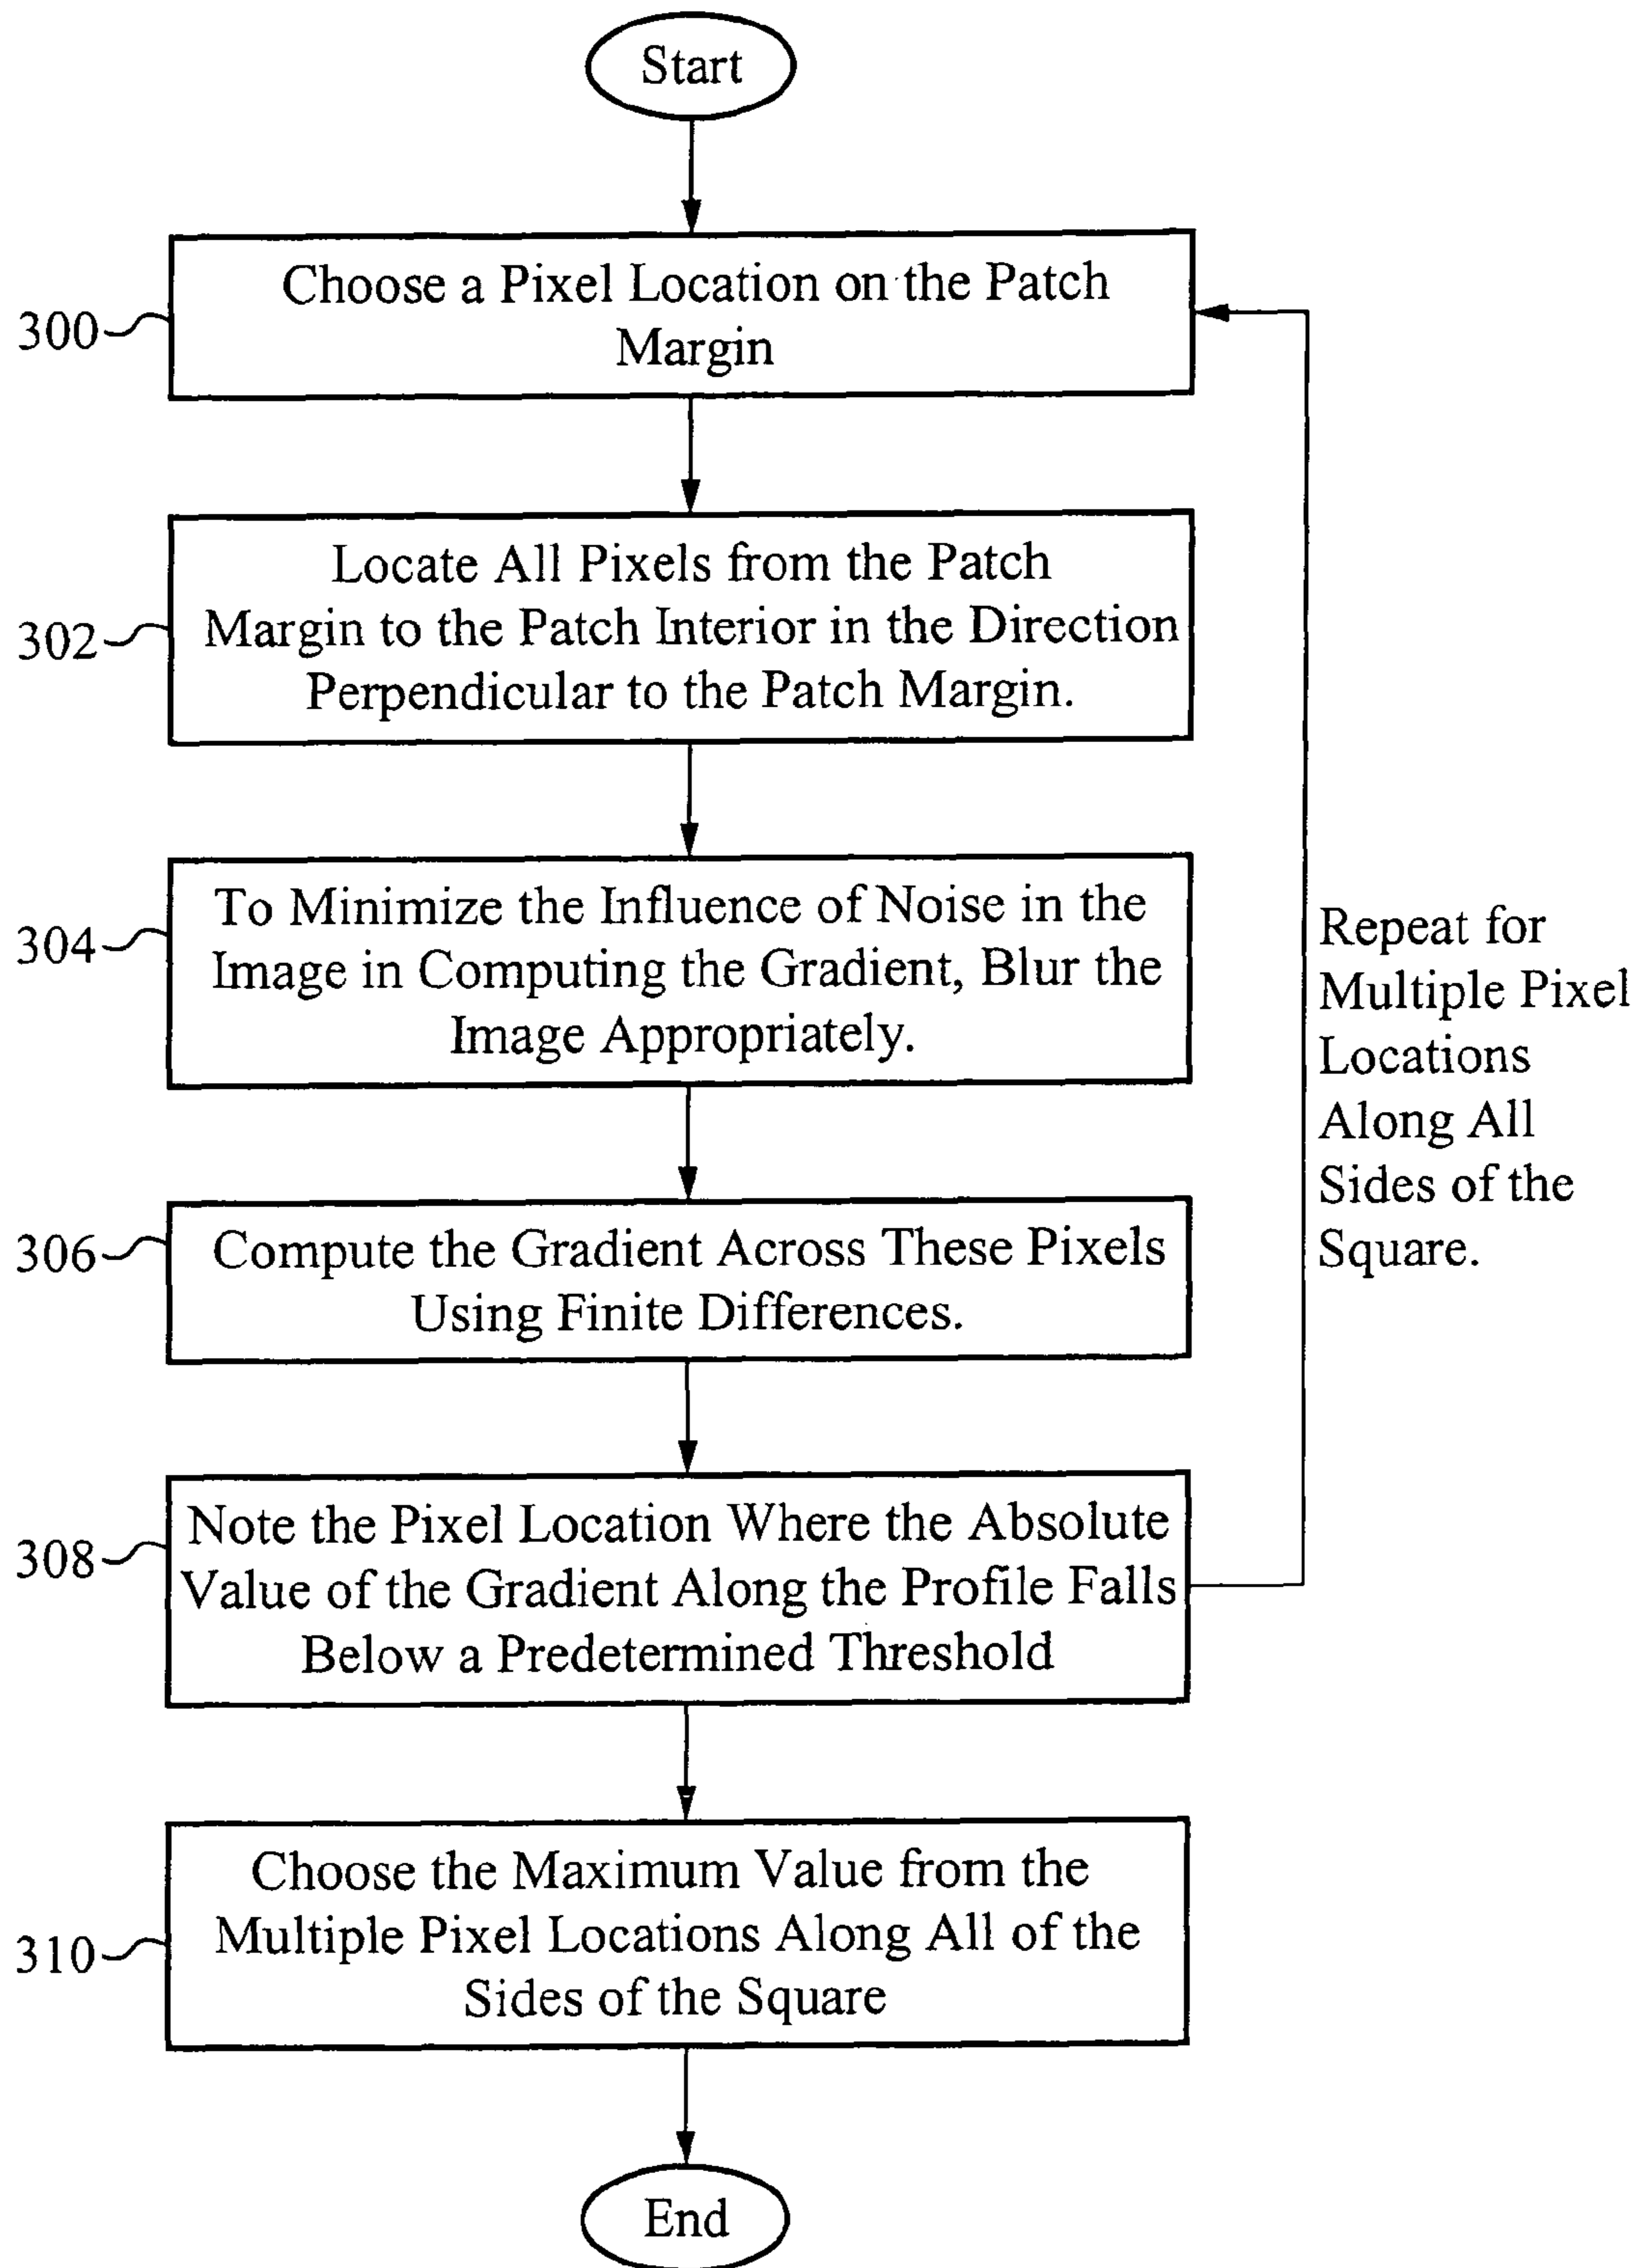 Start
300
Choose a Pixel Location on the Patch
Margin
302
Locate All Pixels from the Patch
Margin to the Patch Interior in the Direction
Perpendicular to the Patch Margin.
304
To Minimize the Influence of Noise in the
Image in Computing the Gradient, Blur the
Image Appropriately.
306
Compute the Gradient Across These Pixels
Using Finite Differences.
308
Note the Pixel Location Where the Absolute
Value of the Gradient Along the Profile Falls
Below a Predetermined Threshold
Repeat for
Multiple Pixel
Locations
Along All
Sides of the
Square.
310
Choose the Maximum Value from the
Multiple Pixel Locations Along All of the
Sides of the Square
End